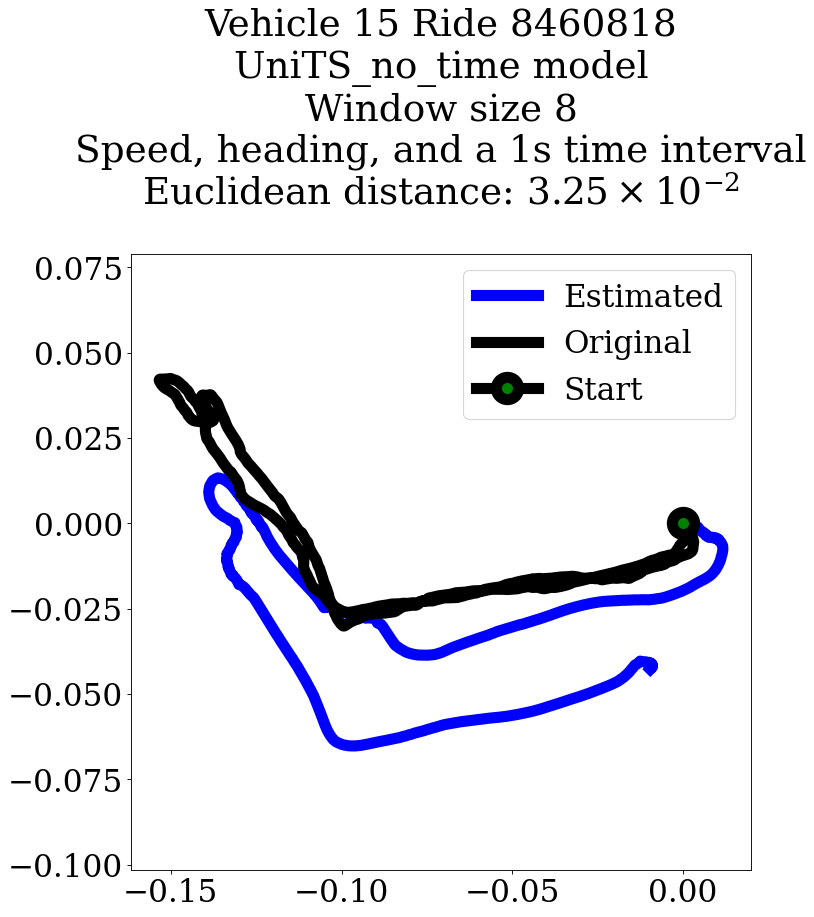 Vehicle 15 Ride 8460818
UniTS_no_time model
Window size 8
Speed, heading, and a 1s time interval
Euclidean distance: 3.25 × 10⁻²
Estimated
Original
Start
0.075
0.050
0.025
0.000
−0.025
−0.050
−0.075
−0.100
−0.15
−0.10
−0.05
0.00